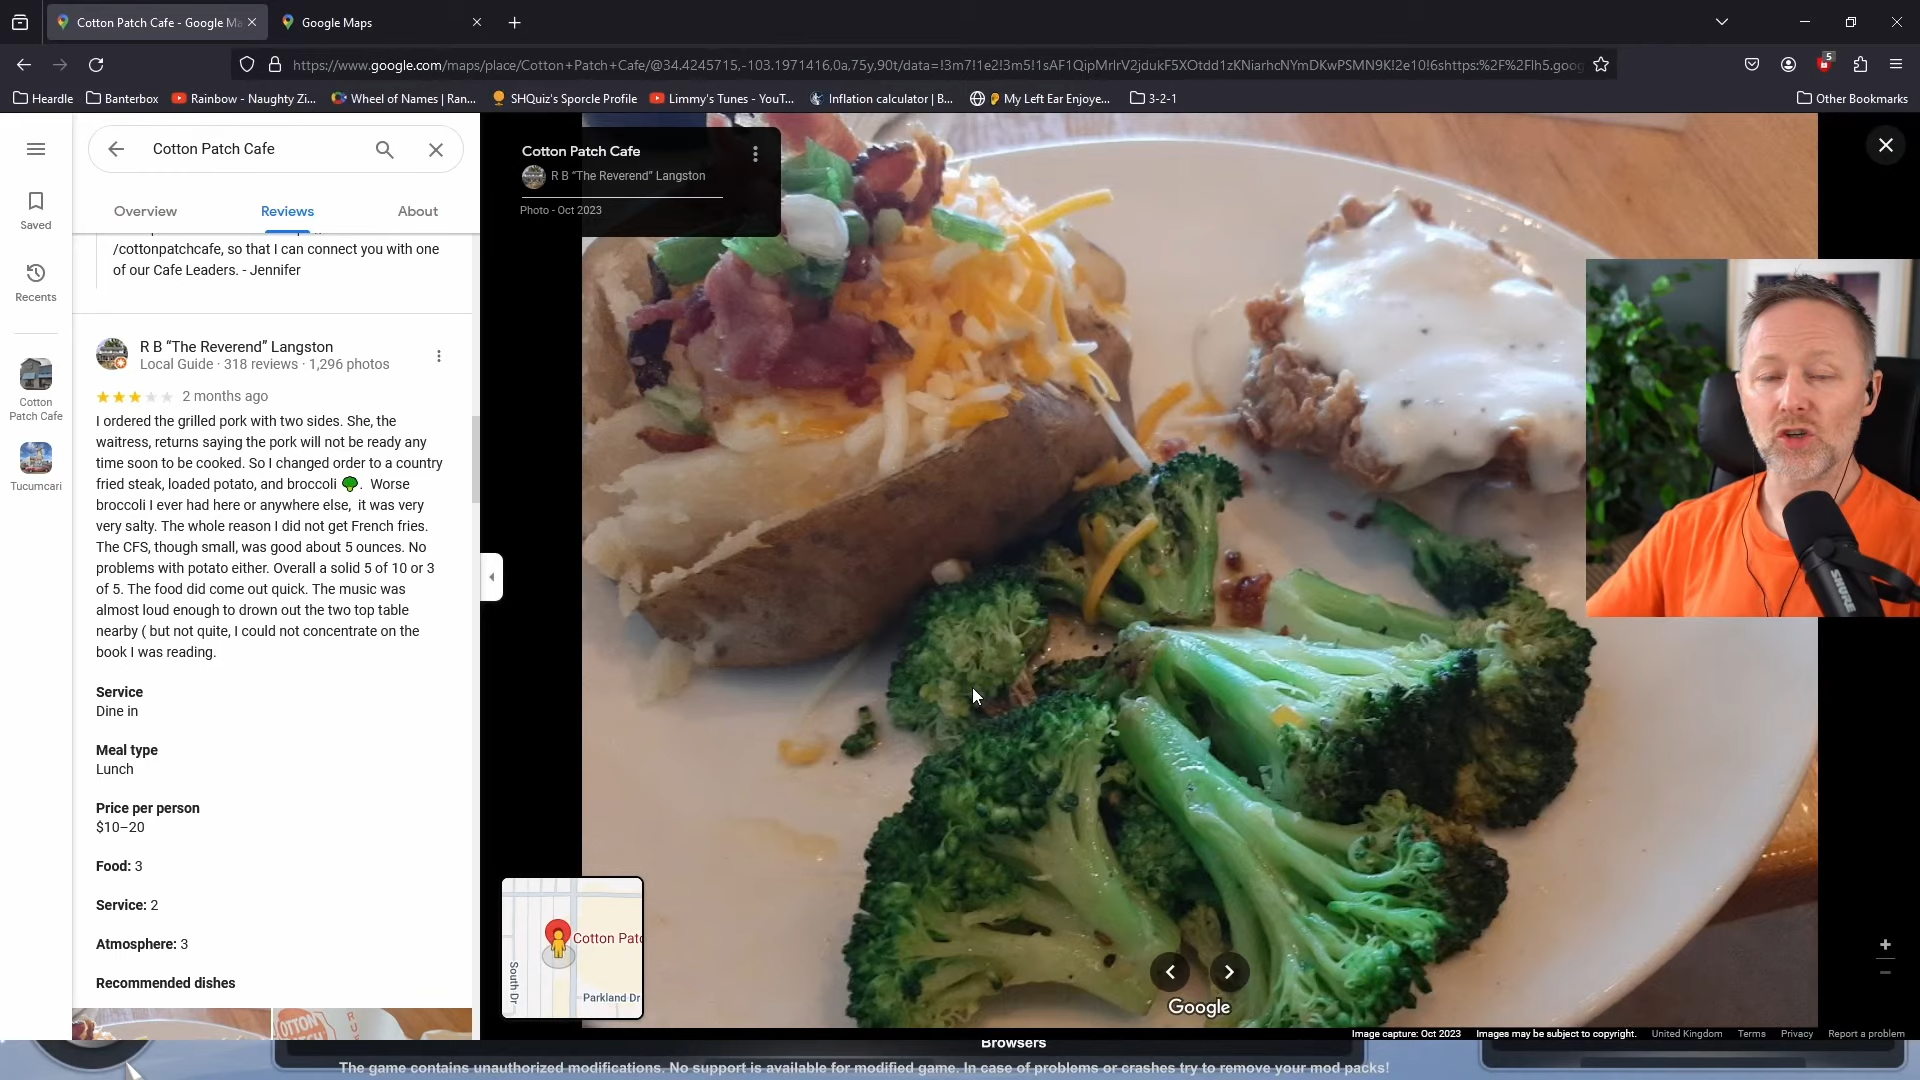 Cotton Patch Cafe - Google Ma
Google Maps
https://www.google.com/maps/place/Cotton+Patch+Cafe/@34.4245715,-103.1971416,0a,75y,90t/data=!3m7!1e2!3m5!1sAF1QipMrlrV2jdukF5XOtdd1zKNiarhcNYmDKwPSMN9K!2e10!6shttps:%2F%2Flh5.goog
5
Heardle
Banterbox
Rainbow - Naughty Zi...
Wheel of Names | Ran...
SHQuiz's Sporcle Profile
Limmy's Tunes - YouT...
Inflation calculator | B...
My Left Ear Enjoye...
3-2-1
Other Bookmarks
Cotton Patch Cafe
Saved
Recents
Cotton
Patch Cafe
Tucumcari
Overview
Reviews
About
/cottonpatchcafe, so that I can connect you with one
of our Cafe Leaders. - Jennifer
R B “The Reverend” Langston
Local Guide · 318 reviews · 1,296 photos
2 months ago
I ordered the grilled pork with two sides. She, the
waitress, returns saying the pork will not be ready any
time soon to be cooked. So I changed order to a country
fried steak, loaded potato, and broccoli 🥦. Worse
broccoli I ever had here or anywhere else, it was very
very salty. The whole reason I did not get French fries.
The CFS, though small, was good about 5 ounces. No
problems with potato either. Overall a solid 5 of 10 or 3
of 5. The food did come out quick. The music was
almost loud enough to drown out the two top table
nearby ( but not quite, I could not concentrate on the
book I was reading.
Service
Dine in
Meal type
Lunch
Price per person
$10–20
Food: 3
Service: 2
Atmosphere: 3
Recommended dishes
Cotton Patch Cafe
R B “The Reverend” Langston
Photo - Oct 2023
SHURE
Cotton Patc
South Dr
Parkland Dr
Google
Image capture: Oct 2023
Images may be subject to copyright.
United Kingdom
Terms
Privacy
Report a problem
Browsers
The game contains unauthorized modifications. No support is available for modified game. In case of problems or crashes try to remove your mod packs!